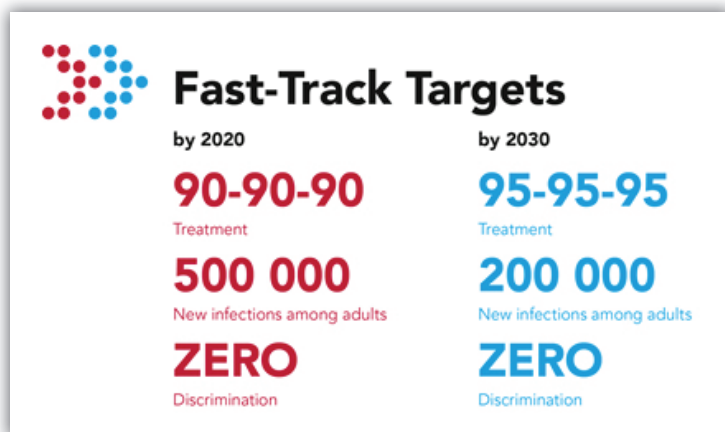 Fast-Track Targets
by 2020
90-90-90
Treatment
500 000
New infections among adults
ZERO
Discrimination
by 2030
95-95-95
Treatment
200 000
New infections among adults
ZERO
Discrimination